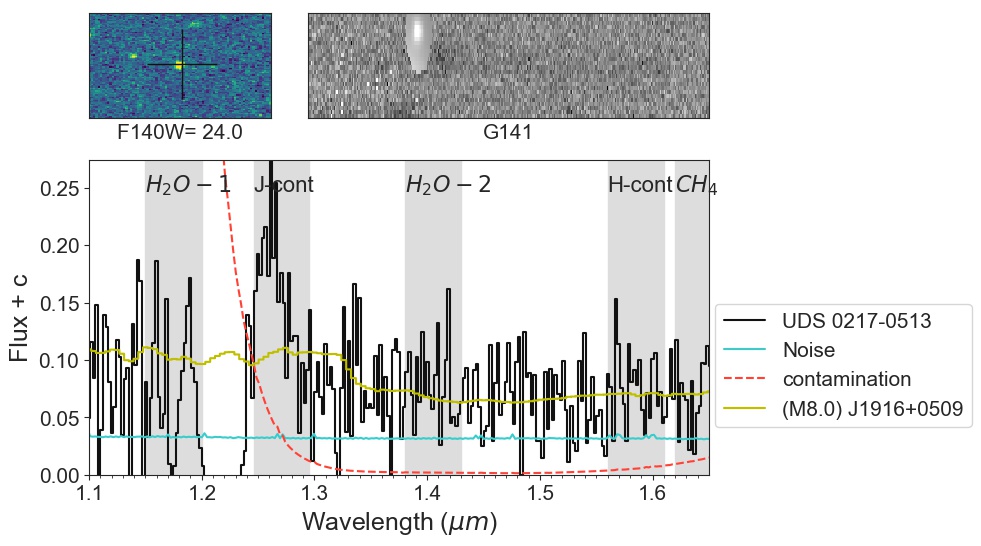 F140W= 24.0
G141
H₂O − 1
J-cont
H₂O − 2
H-cont
CH₄
Flux + c
0.25
0.20
0.15
0.10
0.05
0.00
1.1
1.2
1.3
1.4
1.5
1.6
Wavelength (μm)
UDS 0217-0513
Noise
contamination
(M8.0) J1916+0509